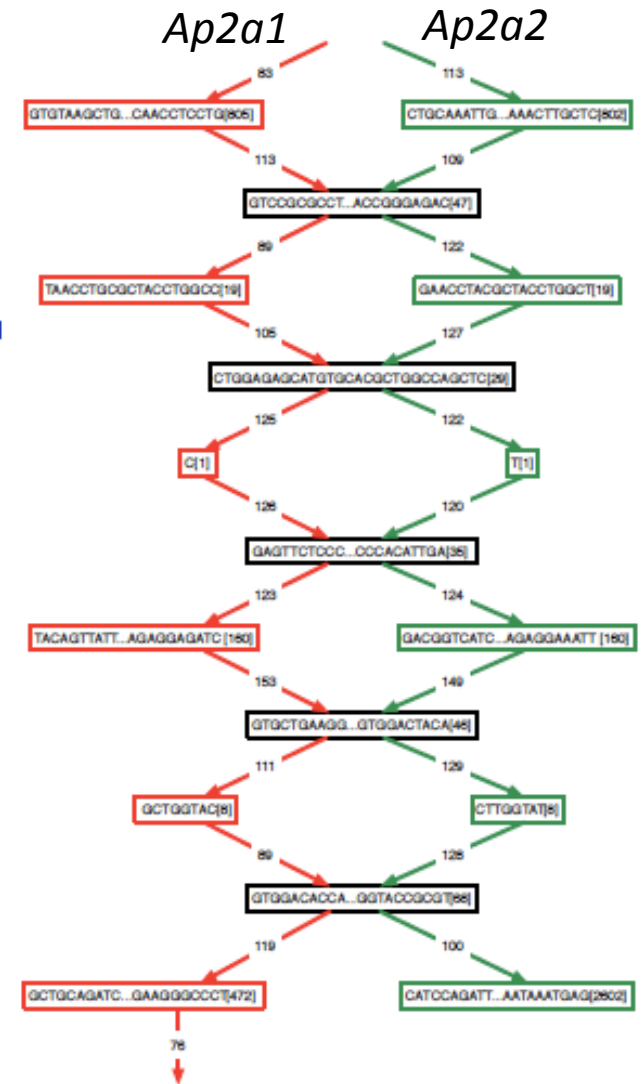 Ap2a1 Ap2a2
83 113
GTGTAAGCTG...CAACCTCCTG[805] CTGCAAATTG...AAACTTGCTC[802]
113 109
GTCCGCGCCT...ACCGGGAGAC[47]
89 122
TAACCTGCGCTACCTGGCC[19] GAACCTACGCTACCTGGCT[19]
105 127
CTGGAGAGCATGTGCACGCTGGCCAGCTC[29]
125 122
C[1] T[1]
126 120
GAGTTCTCCC...CCCACATTGA[35]
123 124
TACAGTTATT...AGAGGAGATC [160] GACGGTCATC...AGAGGAAATT [160]
153 149
GTGCTGAAGG...GTGGACTACA[46]
111 129
GCTGGTAC[8] CTTGGTAT[8]
89 128
GTGGACACCA...GGTACCGCGT[68]
119 100
GCTGCAGATC...GAAGGGCCCT[472] CATCCAGATT...AATAAATGAG[2602]
76